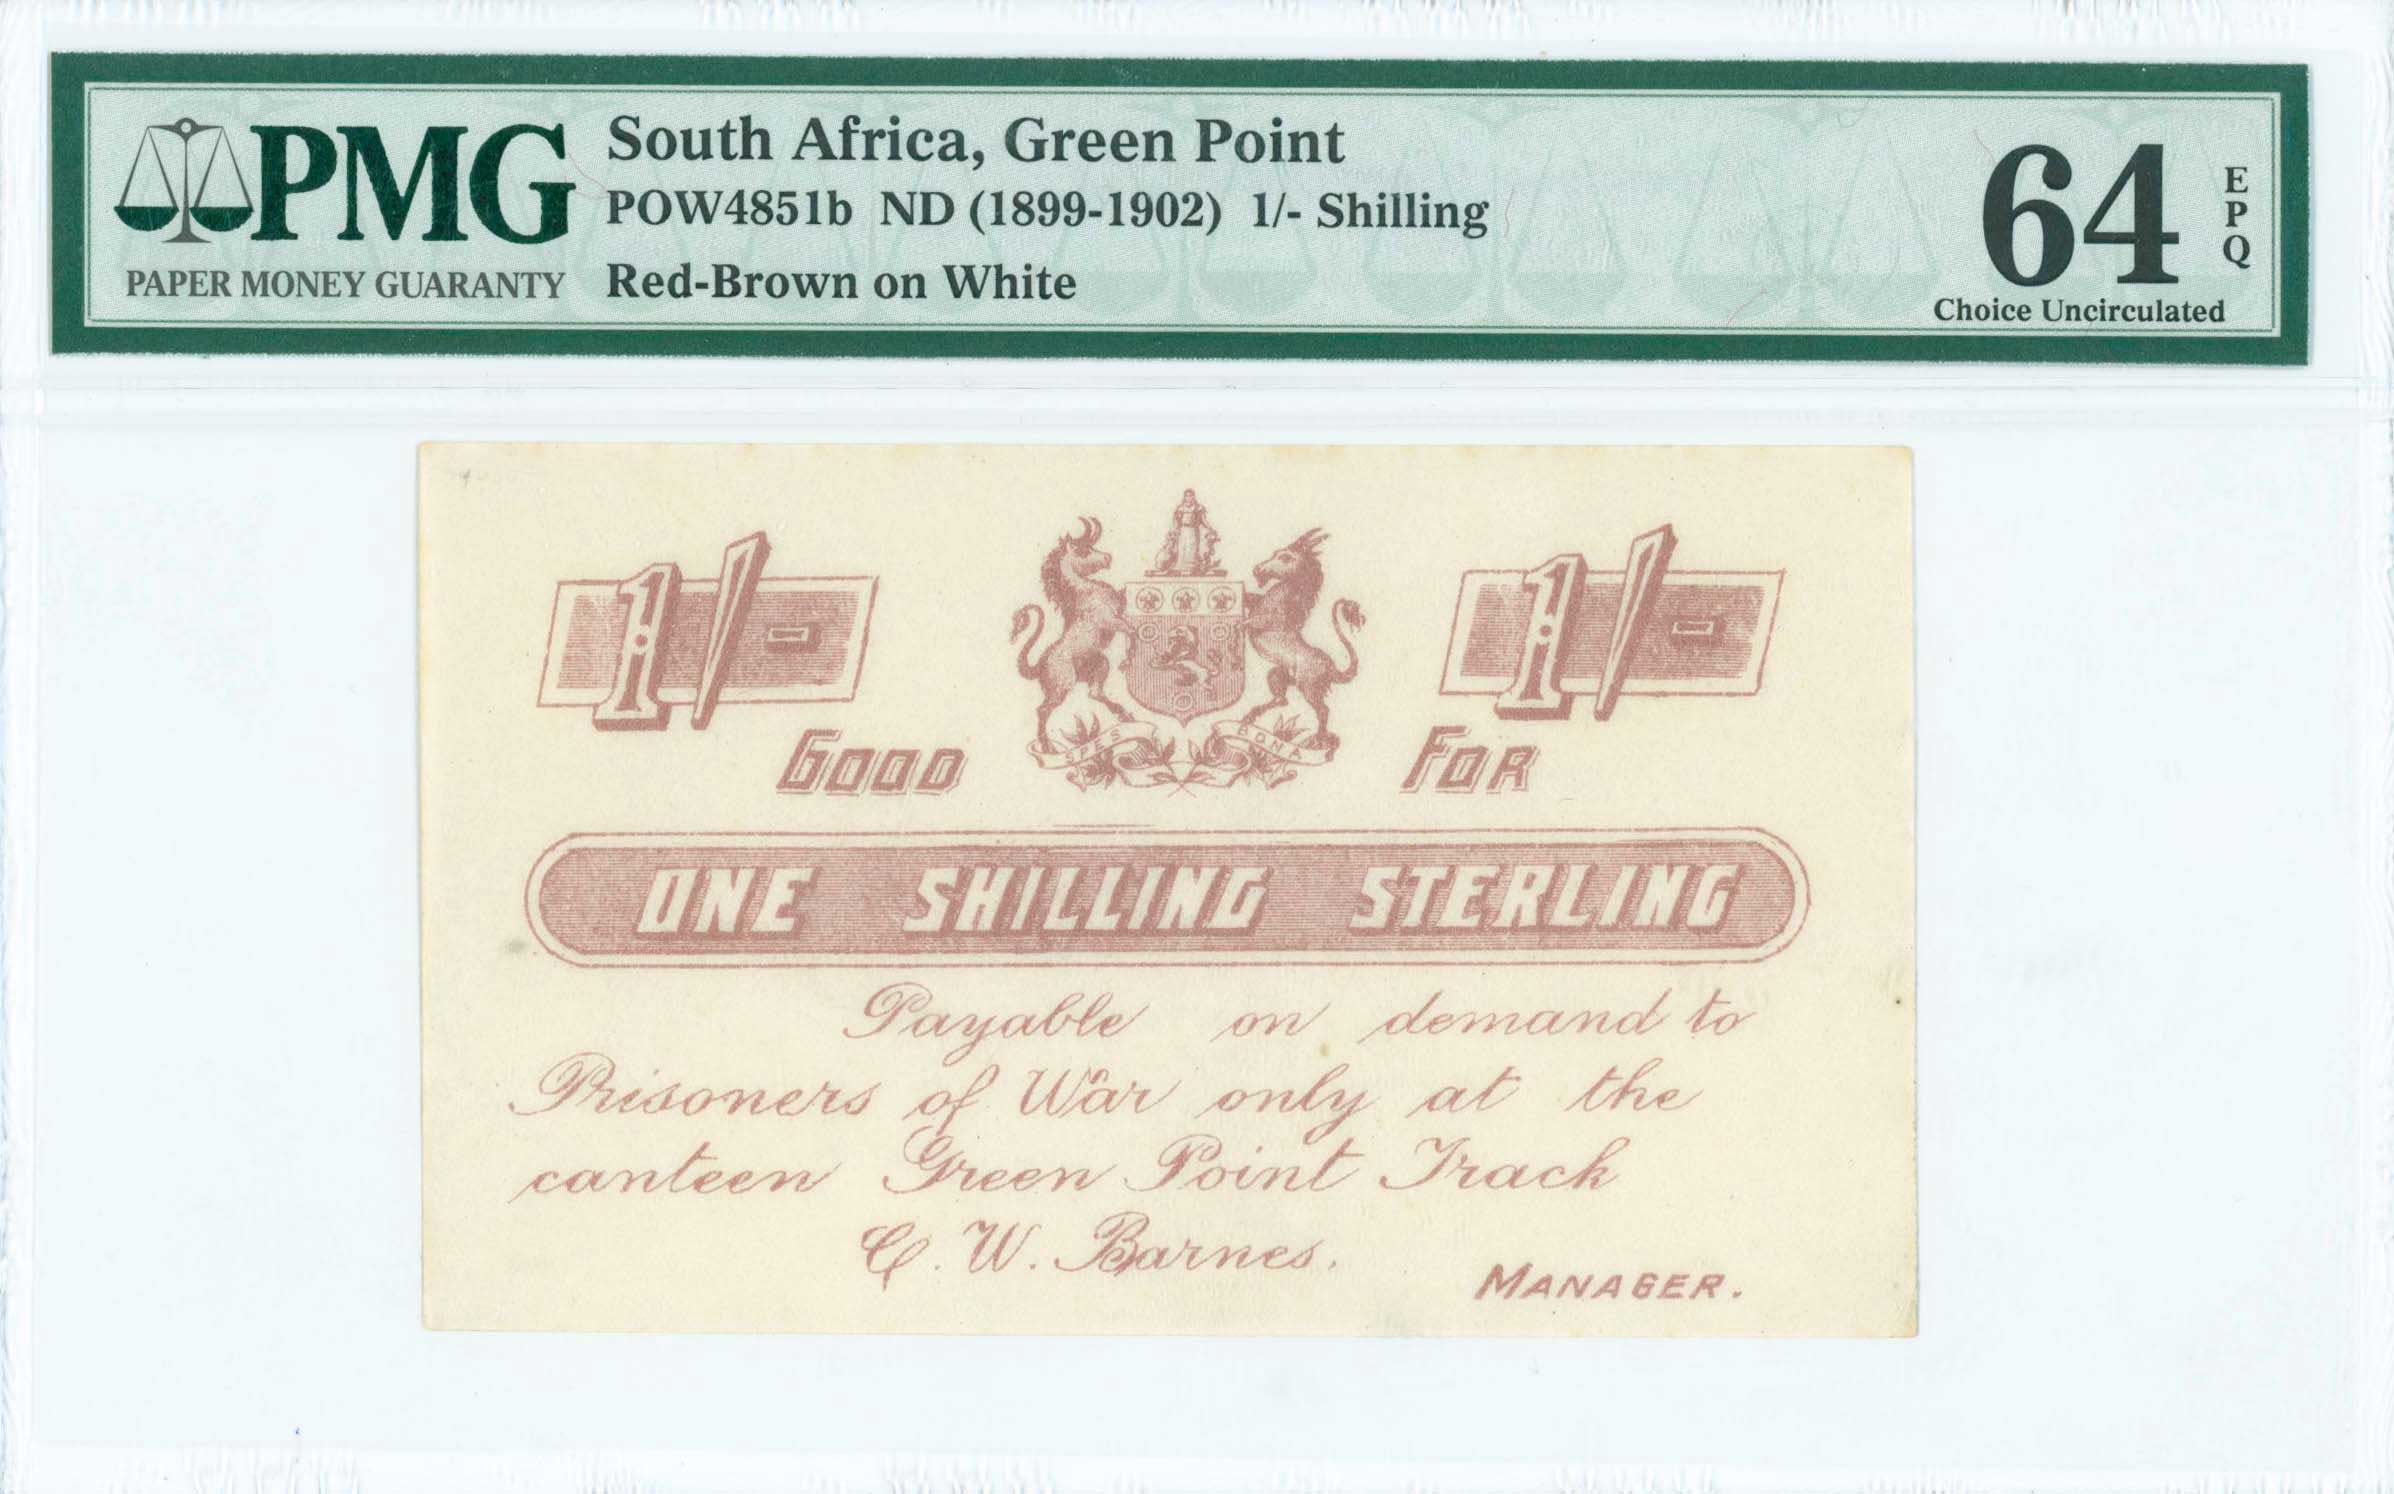 PMG
PAPER MONEY GUARANTY
South Africa, Green Point
POW4851b ND (1899-1902) 1/- Shilling
Red-Brown on White
64 EPQ
Choice Uncirculated
1/- 1/-
SPES BONA
GOOD FOR
ONE SHILLING STERLING
Payable on demand to
Prisoners of War only at the
canteen Green Point Track
C. W. Barnes.
MANAGER.